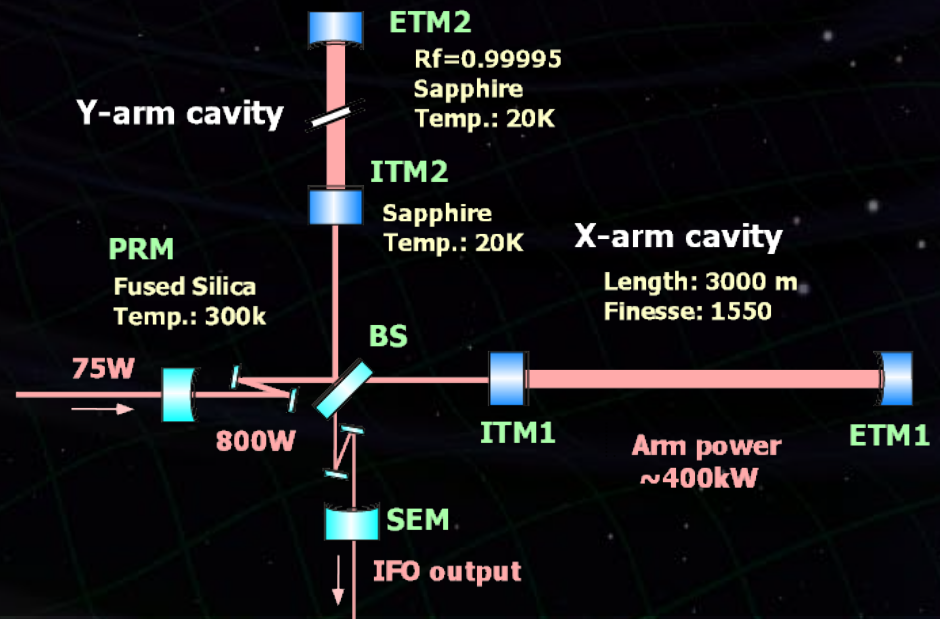 ETM2
Rf=0.99995
Sapphire
Temp.: 20K
Y-arm cavity
ITM2
Sapphire
Temp.: 20K
X-arm cavity
Length: 3000 m
Finesse: 1550
PRM
Fused Silica
Temp.: 300k
BS
75W
800W
ITM1
ETM1
Arm power
~400kW
SEM
IFO output